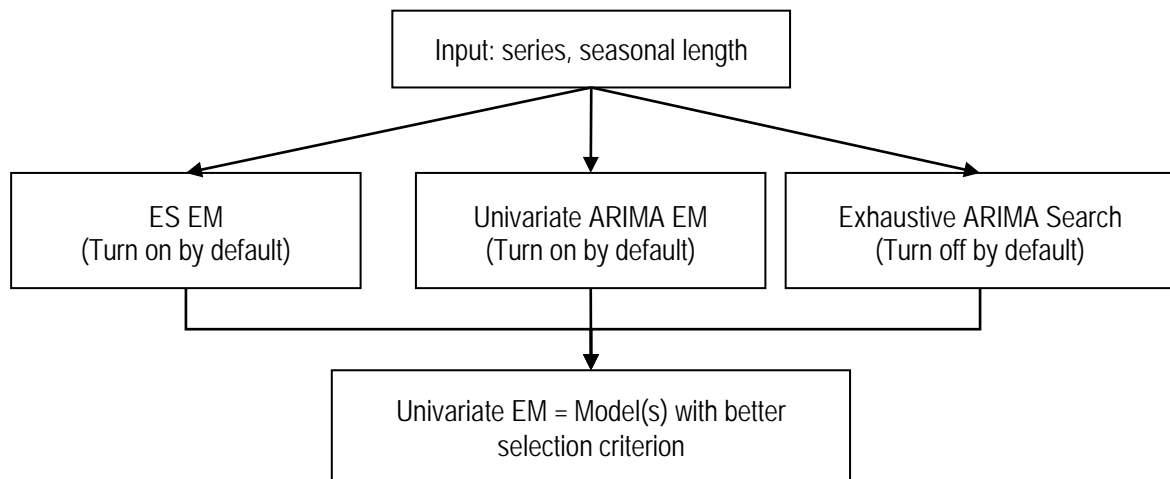 Input: series, seasonal length
ES EM
(Turn on by default)
Univariate ARIMA EM
(Turn on by default)
Exhaustive ARIMA Search
(Turn off by default)
Univariate EM = Model(s) with better
selection criterion